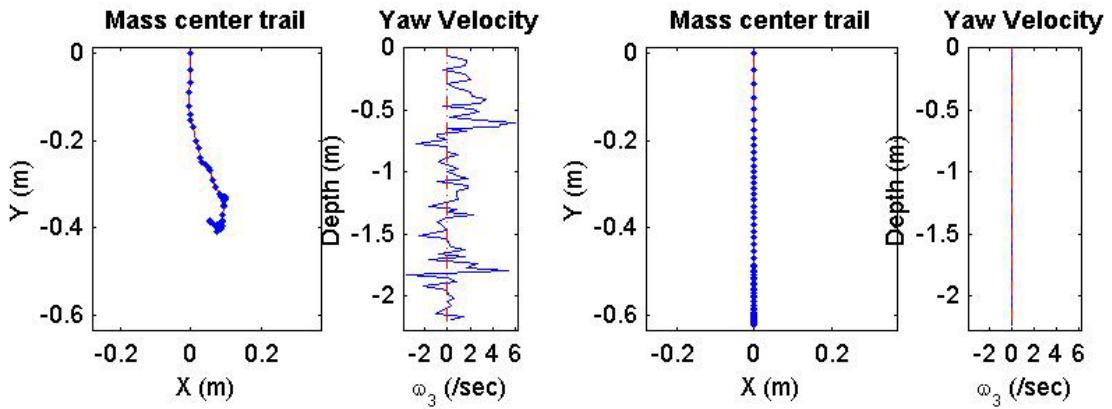 Mass center trail
Yaw Velocity
Mass center trail
Yaw Velocity
0
-0.2
-0.4
-0.6
Y (m)
-0.2
0
0.2
X (m)
0
-0.5
-1
-1.5
-2
Depth (m)
-2 0 2 4 6
ω_3 (/sec)
0
-0.2
-0.4
-0.6
Y (m)
-0.2
0
0.2
X (m)
0
-0.5
-1
-1.5
-2
Depth (m)
-2 0 2 4 6
ω_3 (/sec)